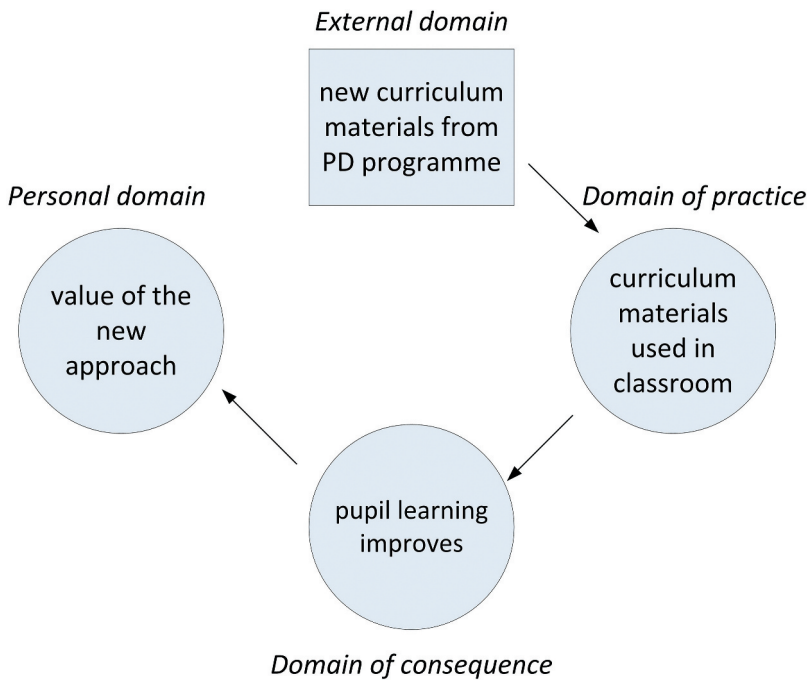 External domain
new curriculum
materials from
PD programme
Personal domain
Domain of practice
value of the
new
approach
curriculum
materials
used in
classroom
pupil learning
improves
Domain of consequence